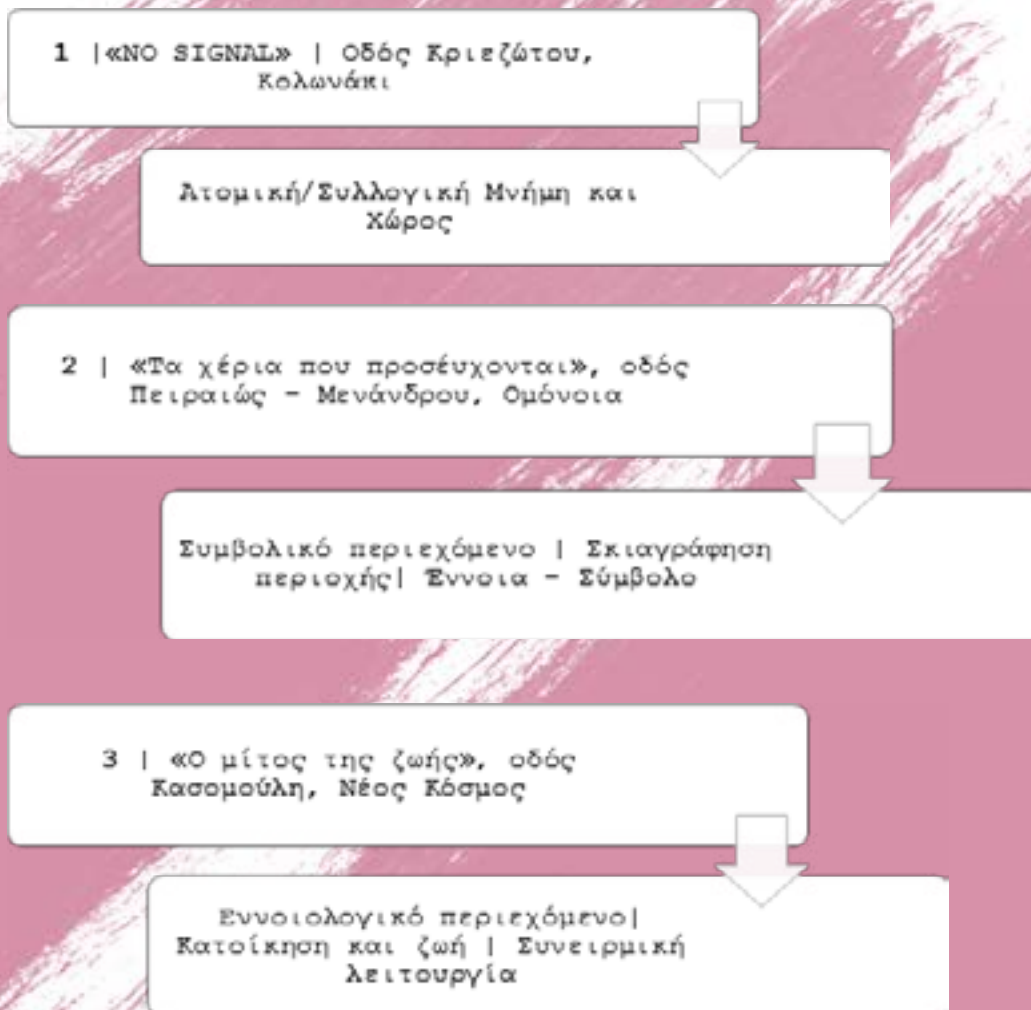 1 |«NO SIGNAL» | Οδός Κριεζώτου,
Κολωνάκι
Ατομική/Συλλογική Μνήμη και
Χώρος
2 | «Τα χέρια που προσέυχονται», οδός
Πειραιώς - Μενάνδρου, Ομόνοια
Συμβολικό περιεχόμενο | Σκιαγράφηση
περιοχής| Έννοια - Σύμβολο
3 | «Ο μίτος της ζωής», οδός
Κασομούλη, Νέος Κόσμος
Εννοιολογικό περιεχόμενο|
Κατοίκηση και ζωή | Συνειρμική
λειτουργία